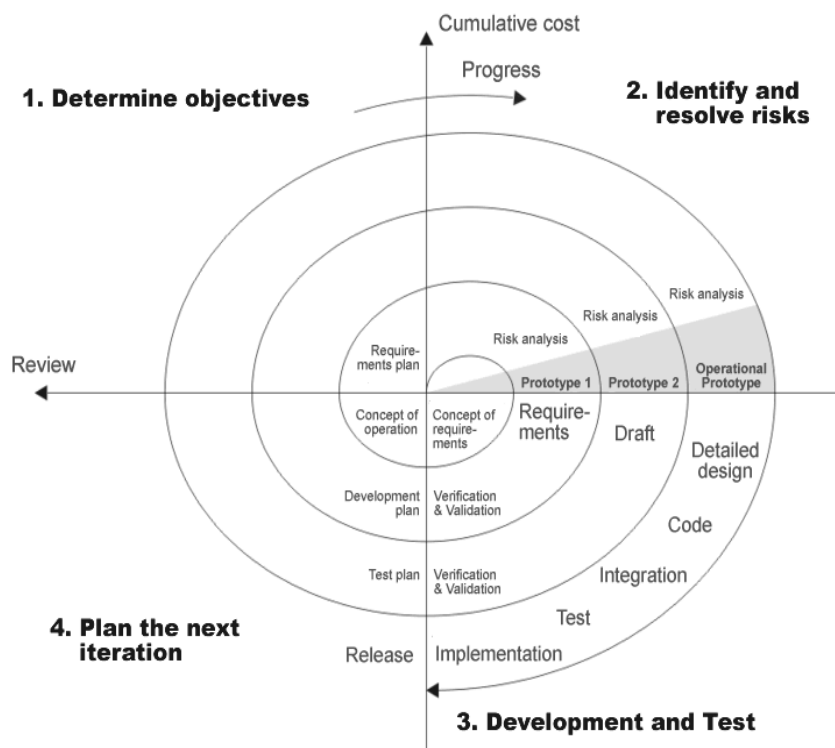 Cumulative cost
Progress
1. Determine objectives
2. Identify and
resolve risks
Risk analysis
Risk analysis
Risk analysis
Require-
ments plan
Review
Prototype 1
Prototype 2
Operational
Prototype
Concept of
operation
Concept of
require-
ments
Require-
ments
Draft
Detailed
design
Development
plan
Verification
& Validation
Code
Test plan
Verification
& Validation
Integration
Test
4. Plan the next
iteration
Release
Implementation
3. Development and Test